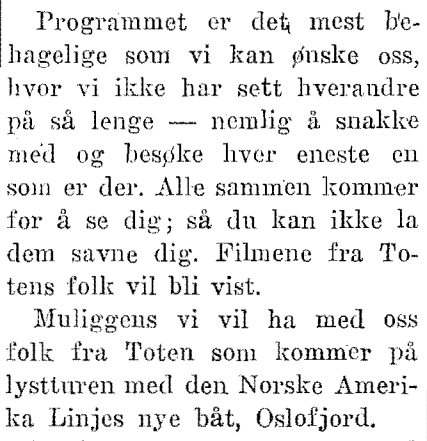 Programmet er det mest be-
hagelige som vi kan ønske oss,
hvor vi ikke har sett hverandre
på så lenge — nemlig å snakke
med og besøke hver eneste en
som er der. Alle sammen kommer
for å se dig; så du kan ikke la
dem savne dig. Filmene fra To-
tens folk vil bli vist.
Muliggens vi vil ha med oss
folk fra Toten som kommer på
lystturen med den Norske Ameri-
ka Linjes nye båt, Oslofjord.